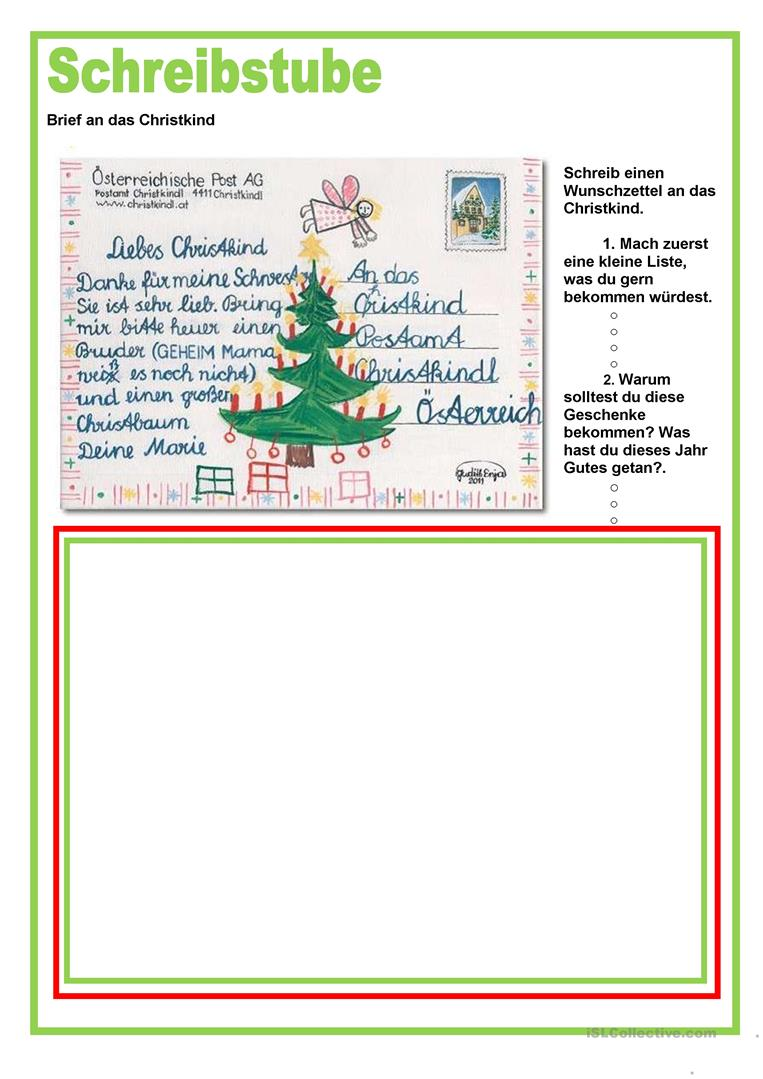 Schreibstube
Brief an das Christkind
Österreichische Post AG
Postamt Christkindl 4411 Christkindl
www.christkindl.at
Liebes Christkind
Danke für meine Schwester
Sie ist sehr lieb. Bring
mir bitte heuer einen
Bruder (GEHEIM Mama
weiß es noch nicht)
und einen großen
Christbaum
Deine Marie
An das
Christkind
Postamt
Christkindl
Österreich
Judith Enja
2011
Schreib einen
Wunschzettel an das
Christkind.
1. Mach zuerst
eine kleine Liste,
was du gern
bekommen würdest.
2. Warum
solltest du diese
Geschenke
bekommen? Was
hast du dieses Jahr
Gutes getan?.
iSLCollective.com